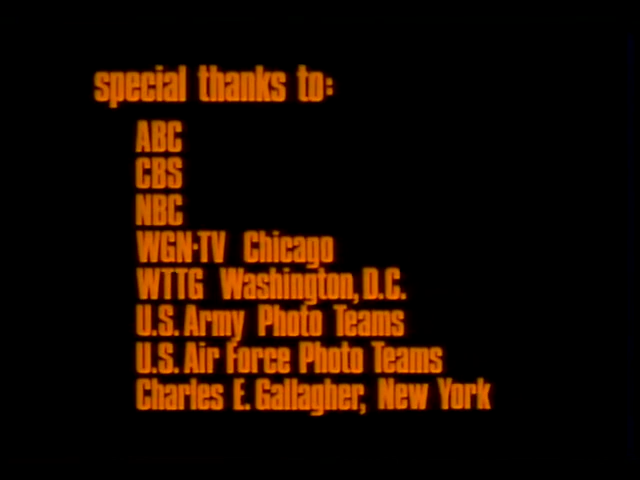 special thanks to:
ABC
CBS
NBC
WGN-TV Chicago
WTTG Washington, D.C.
U.S. Army Photo Teams
U.S. Air Force Photo Teams
Charles E. Gallagher, New York